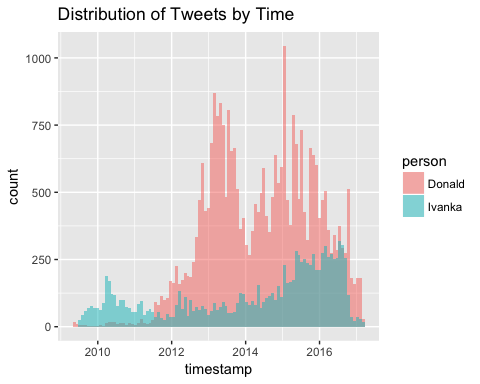 Distribution of Tweets by Time
1000
750
500
250
0
count
2010
2012
2014
2016
timestamp
person
Donald
Ivanka